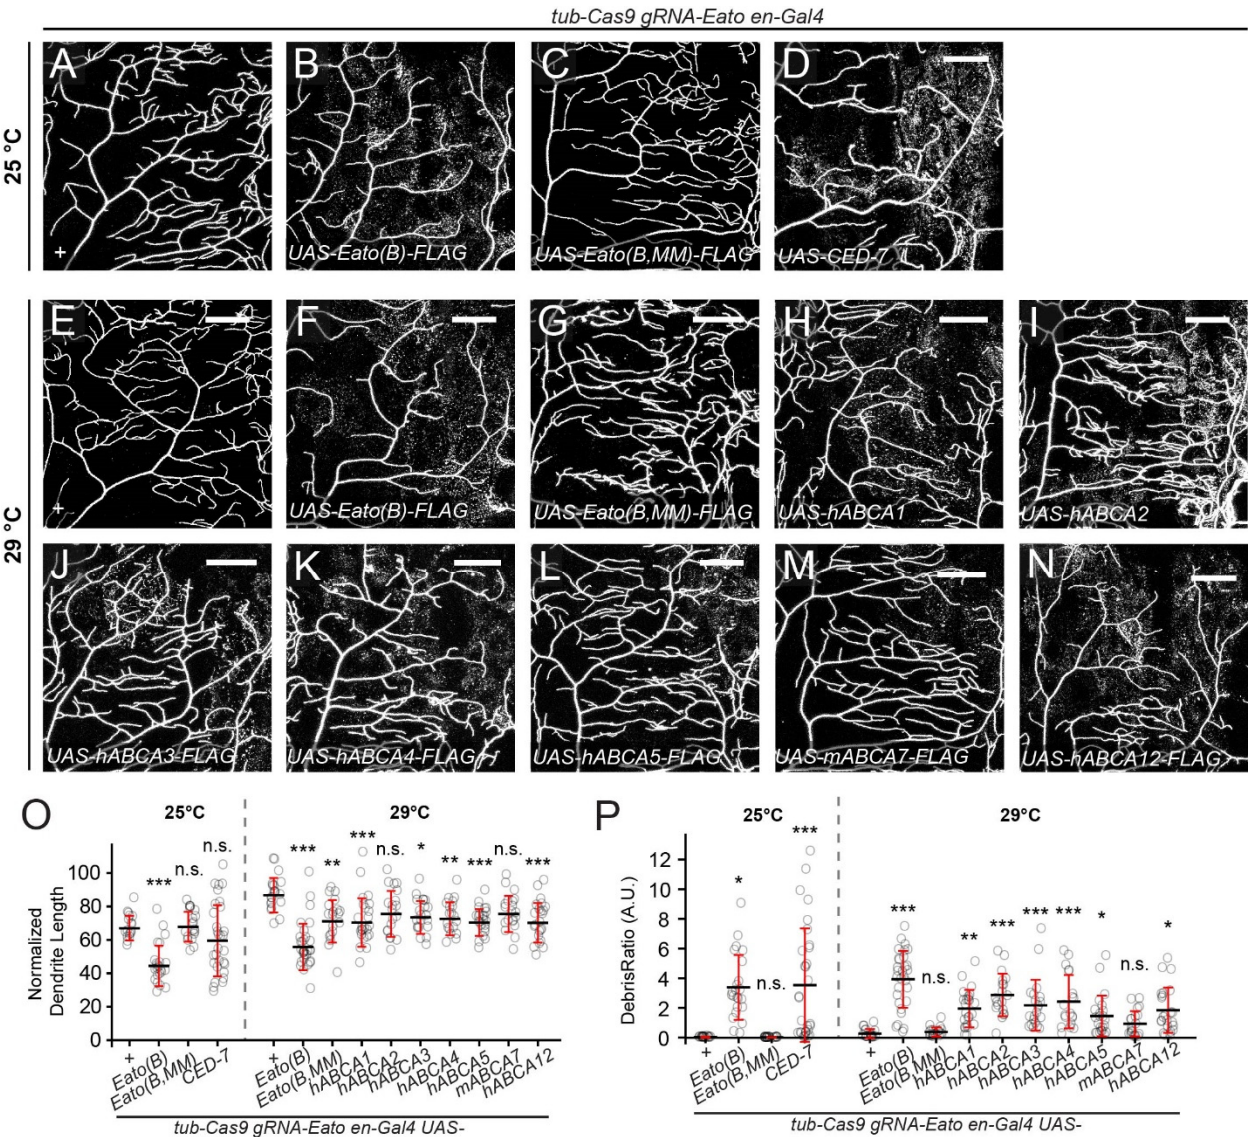 tub-Cas9 gRNA-Eato en-Gal4
25 °C
A
B
C
D
+
UAS-Eato(B)-FLAG
UAS-Eato(B,MM)-FLAG
UAS-CED-7
29 °C
E
F
G
H
I
+
UAS-Eato(B)-FLAG
UAS-Eato(B,MM)-FLAG
UAS-hABCA1
UAS-hABCA2
J
K
L
M
N
UAS-hABCA3-FLAG
UAS-hABCA4-FLAG
UAS-hABCA5-FLAG
UAS-mABCA7-FLAG
UAS-hABCA12-FLAG
O
25°C
29°C
Normalized
Dendrite Length
100
80
60
40
20
0
***
n.s.
n.s.
***
**
***
n.s.
*
**
***
n.s.
***
+
Eato(B)
Eato(B,MM)
CED-7
+
Eato(B)
Eato(B,MM)
hABCA1
hABCA2
hABCA3
hABCA4
hABCA5
mABCA7
hABCA12
tub-Cas9 gRNA-Eato en-Gal4 UAS-
P
25°C
29°C
DebrisRatio (A.U.)
12
10
8
6
4
2
0
*
n.s.
***
***
n.s.
**
***
***
***
*
n.s.
*
+
Eato(B)
Eato(B,MM)
CED-7
+
Eato(B)
Eato(B,MM)
hABCA1
hABCA2
hABCA3
hABCA4
hABCA5
mABCA7
hABCA12
tub-Cas9 gRNA-Eato en-Gal4 UAS-